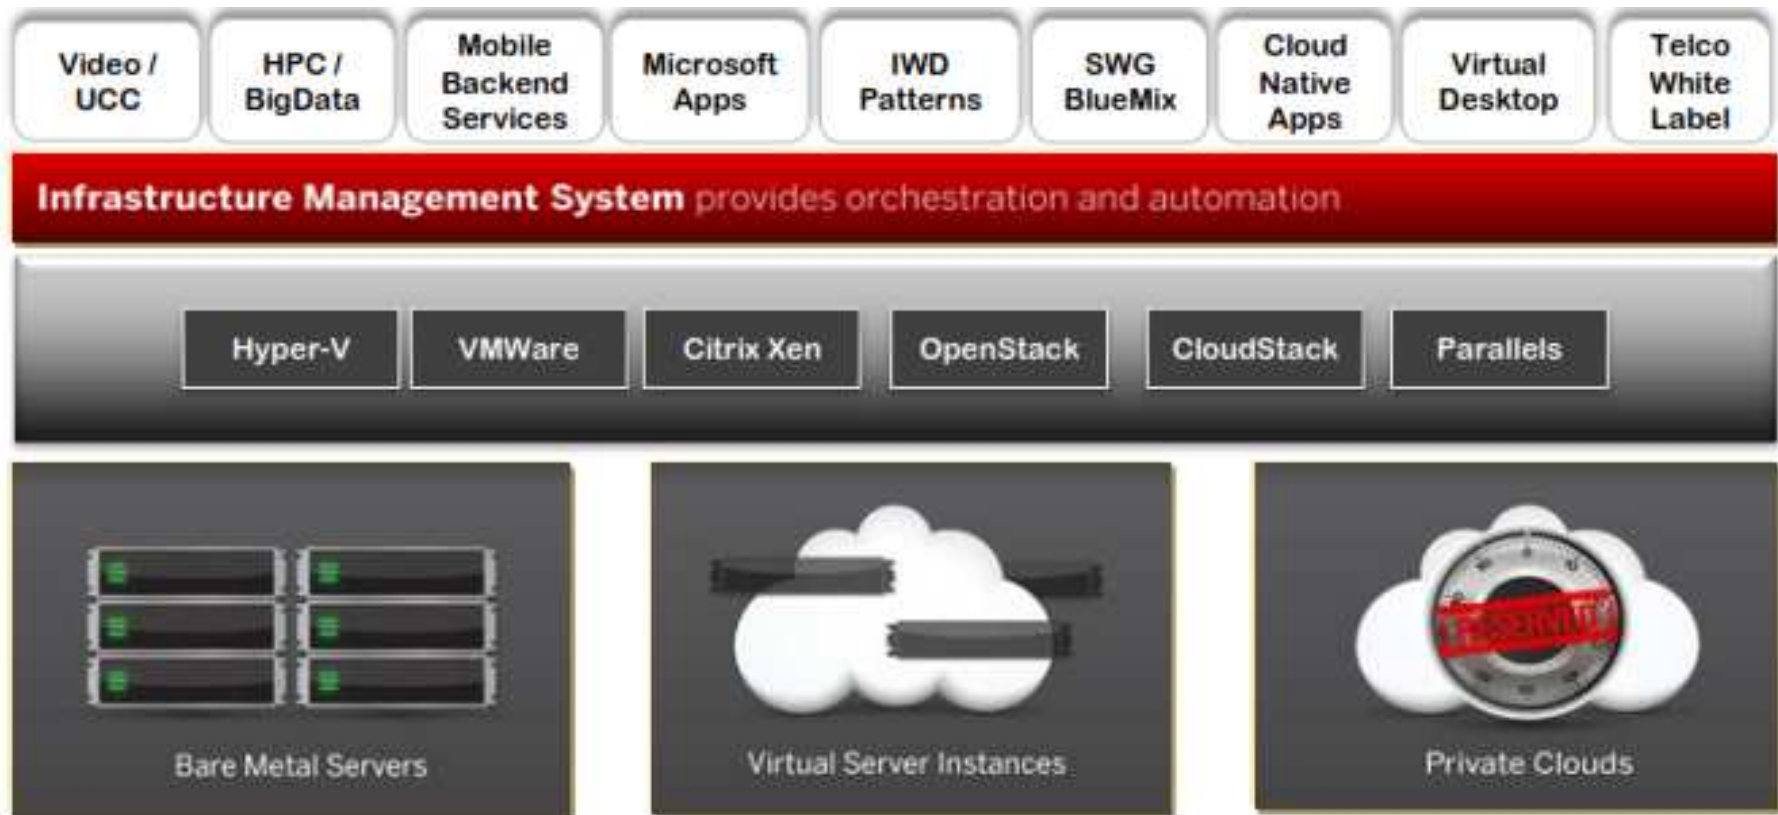 Video /
UCC
HPC /
BigData
Mobile
Backend
Services
Microsoft
Apps
IWD
Patterns
SWG
BlueMix
Cloud
Native
Apps
Virtual
Desktop
Telco
White
Label
Infrastructure Management System provides orchestration and automation
Hyper-V
VMWare
Citrix Xen
OpenStack
CloudStack
Parallels
Bare Metal Servers
Virtual Server Instances
Private Clouds